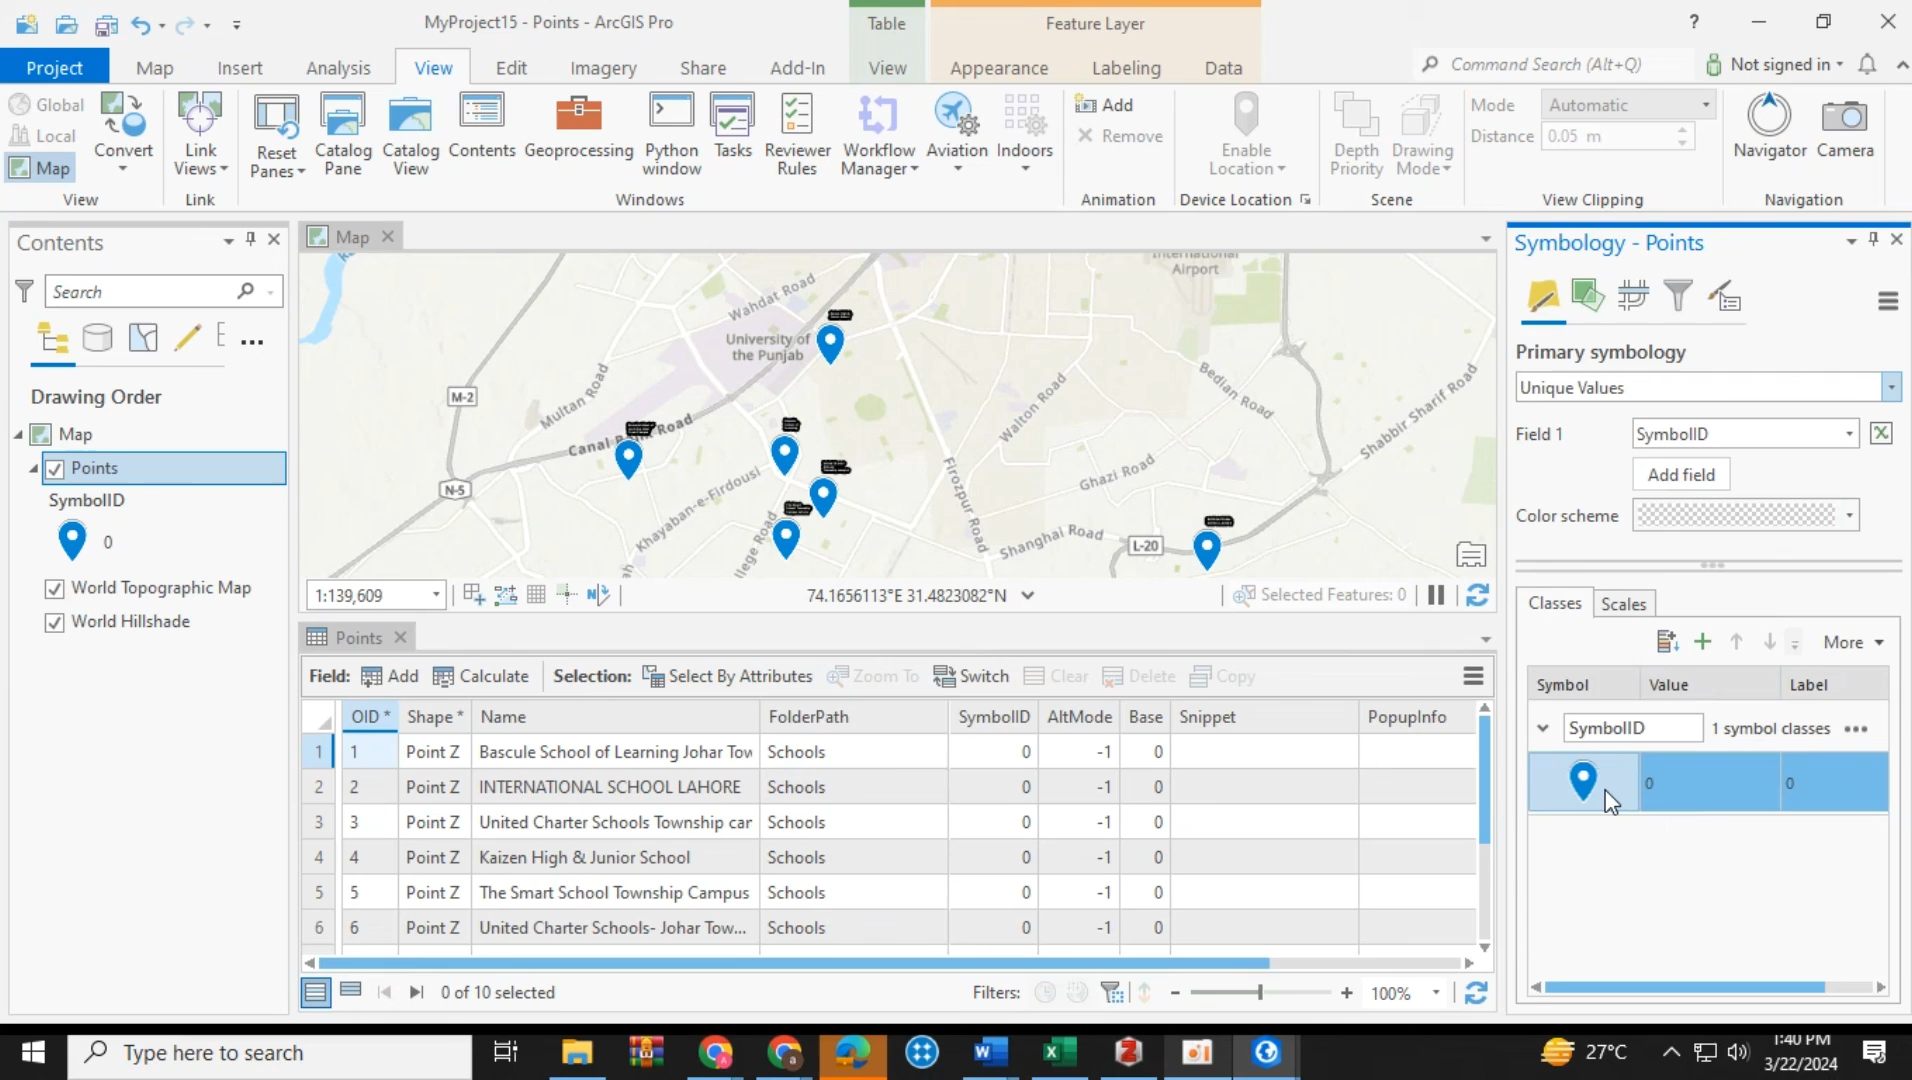 MyProject15 - Points - ArcGIS Pro
Table
Feature Layer
?
Project
Map
Insert
Analysis
View
Edit
Imagery
Share
Add-In
View
Appearance
Labeling
Data
Command Search (Alt+Q)
Not signed in
Global
Local
Map
Convert
View
Link Views
Link
Reset Panes
Catalog Pane
Catalog View
Contents
Geoprocessing
Python window
Tasks
Reviewer Rules
Workflow Manager
Aviation
Indoors
Windows
Add
Remove
Animation
Enable Location
Device Location
Depth Priority
Drawing Mode
Scene
Mode Automatic
Distance 0.05 m
View Clipping
Navigator
Camera
Navigation
Contents
Search
Drawing Order
Map
Points
SymbolID
0
World Topographic Map
World Hillshade
Map
International
Airport
Wahdat Road
University of
the Punjab
M-2
Multan Road
Canal Bank Road
N-5
Khayaban-e-Firdousi
Walton Road
Bedian Road
Shabbir Sharif Road
Ghazi Road
Firozpur Road
Shanghai Road
L-20
llege Road
1:139,609
74.1656113°E 31.4823082°N
Selected Features: 0
Points
Field: Add Calculate Selection: Select By Attributes Zoom To Switch Clear Delete Copy
OID * Shape * Name FolderPath SymbolID AltMode Base Snippet PopupInfo
1 1 Point Z Bascule School of Learning Johar Tow Schools 0 -1 0
2 2 Point Z INTERNATIONAL SCHOOL LAHORE Schools 0 -1 0
3 3 Point Z United Charter Schools Township car Schools 0 -1 0
4 4 Point Z Kaizen High & Junior School Schools 0 -1 0
5 5 Point Z The Smart School Township Campus Schools 0 -1 0
6 6 Point Z United Charter Schools- Johar Tow... Schools 0 -1 0
0 of 10 selected
Filters:
100%
Symbology - Points
Primary symbology
Unique Values
Field 1 SymbolID
Add field
Color scheme
Classes Scales
More
Symbol Value Label
SymbolID 1 symbol classes
0 0
Type here to search
27°C
1:40 PM
3/22/2024